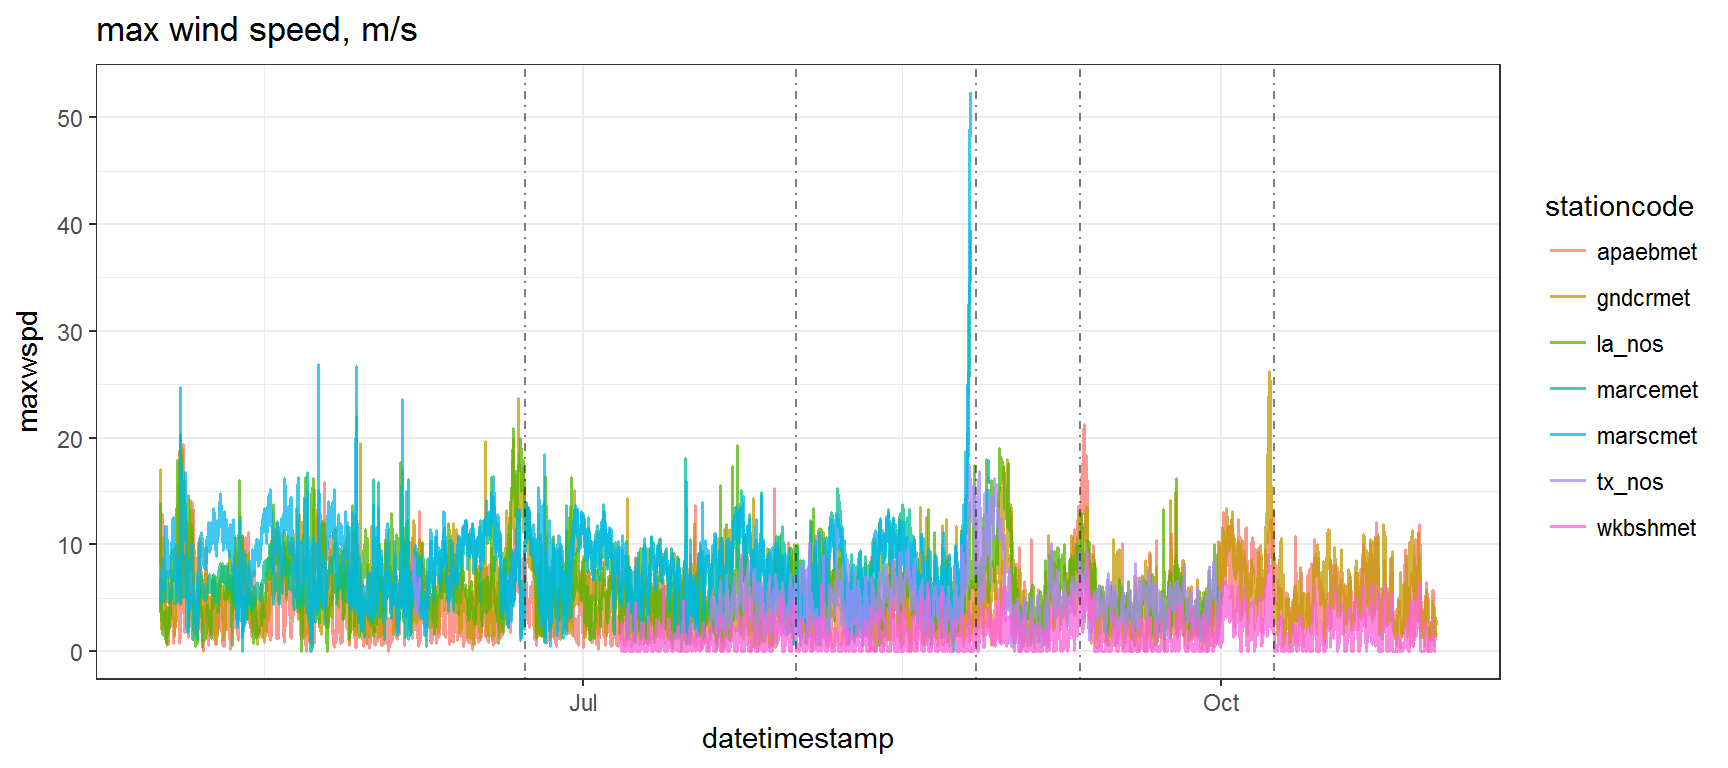 max wind speed, m/s
maxwspd
50
40
30
20
10
0
Jul
Oct
datetimestamp
stationcode
apaebmet
gndcrmet
la_nos
marcemet
marscmet
tx_nos
wkbshmet